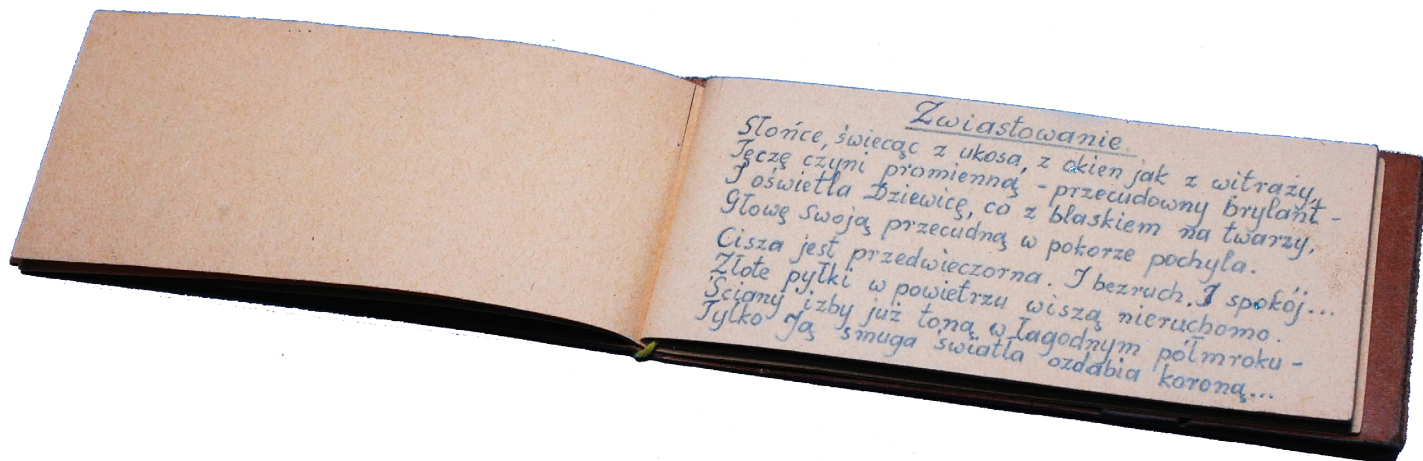 Zwiastowanie.
Słońce, świecąc z ukosa, z okien jak z witraży,
Tęczę czyni promienną - przecudowny brylant -
I oświetla Dziewicę, co z blaskiem na twarzy,
Głowę swoją przecudną w pokorze pochyla.
Cisza jest przedwieczorna. I bezruch. I spokój...
Złote pyłki w powietrzu wiszą nieruchomo.
Ściany izby już toną w łagodnym półmroku -
Tylko Ją smuga światła ozdabia koroną...